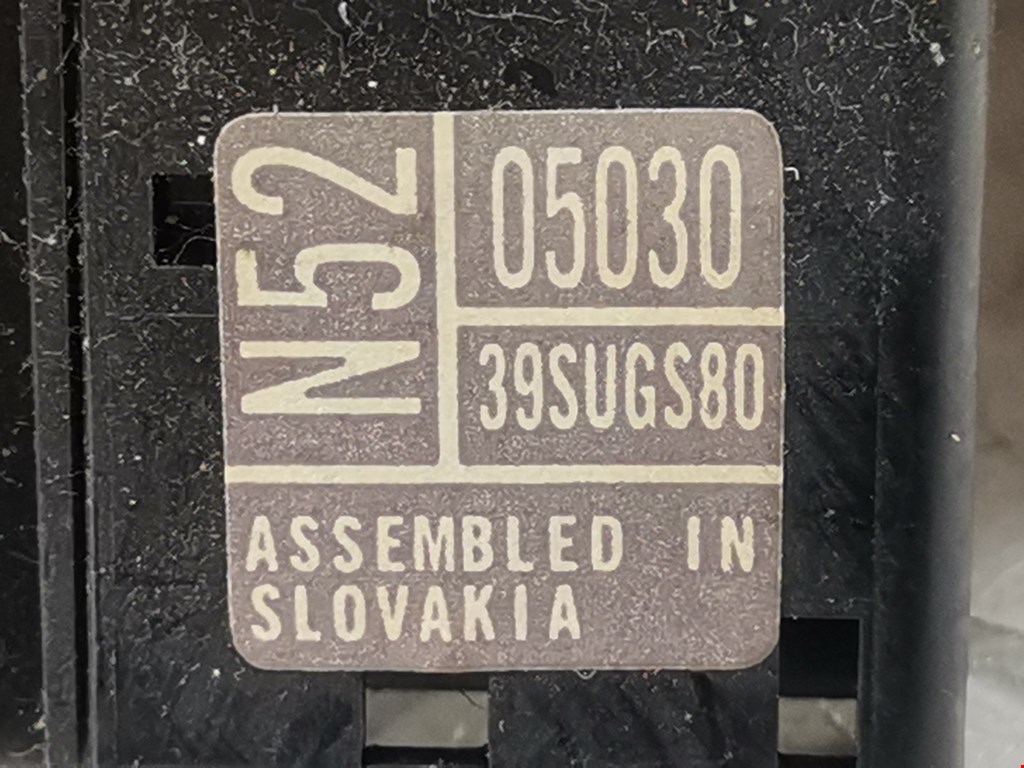 N52
05030
39SUGS80
ASSEMBLED IN
SLOVAKIA